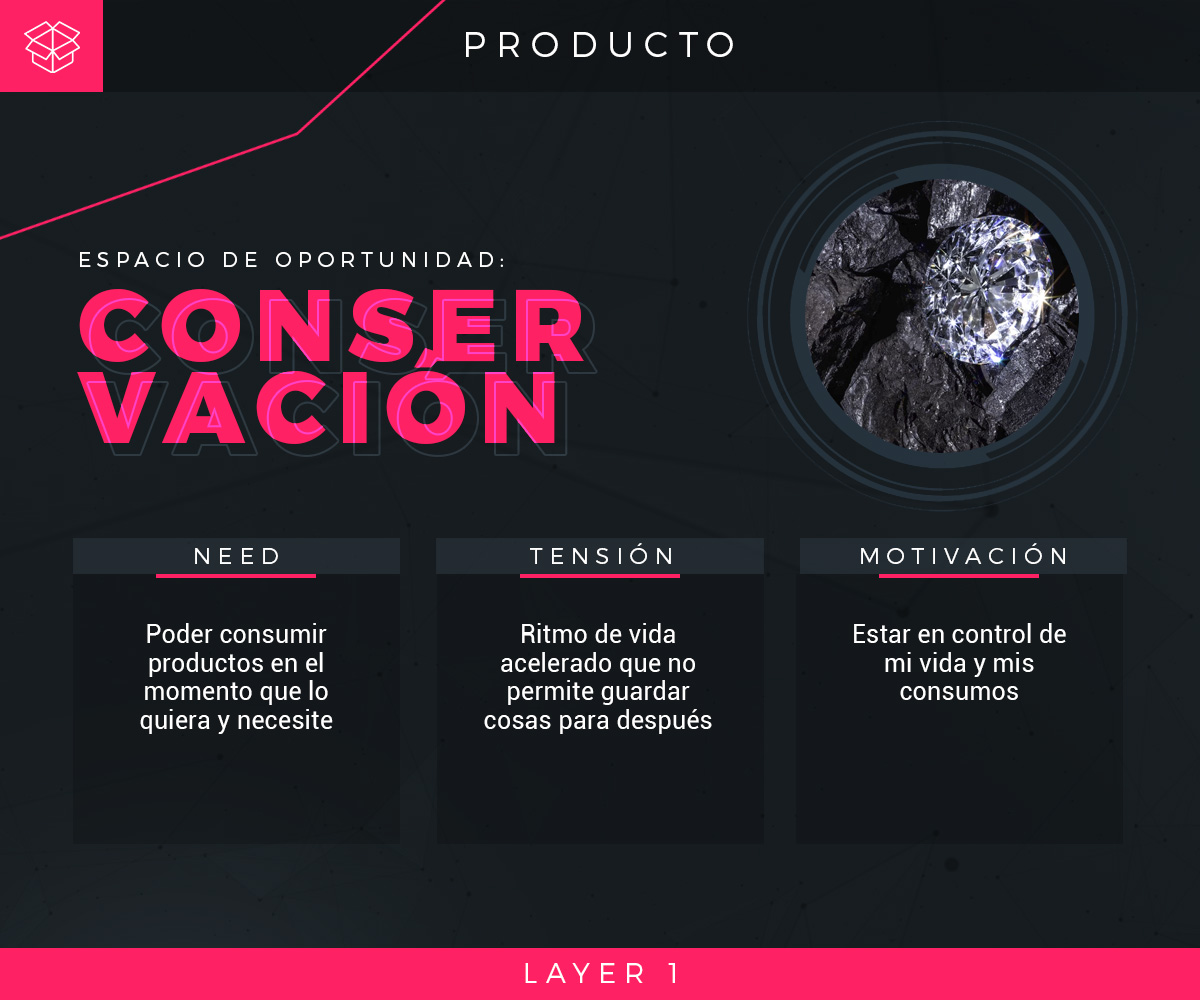 PRODUCTO
ESPACIO DE OPORTUNIDAD:
CONSER
VACIÓN
NEED
Poder consumir
productos en el
momento que lo
quiera y necesite
TENSIÓN
Ritmo de vida
acelerado que no
permite guardar
cosas para después
MOTIVACIÓN
Estar en control de
mi vida y mis
consumos
LAYER 1